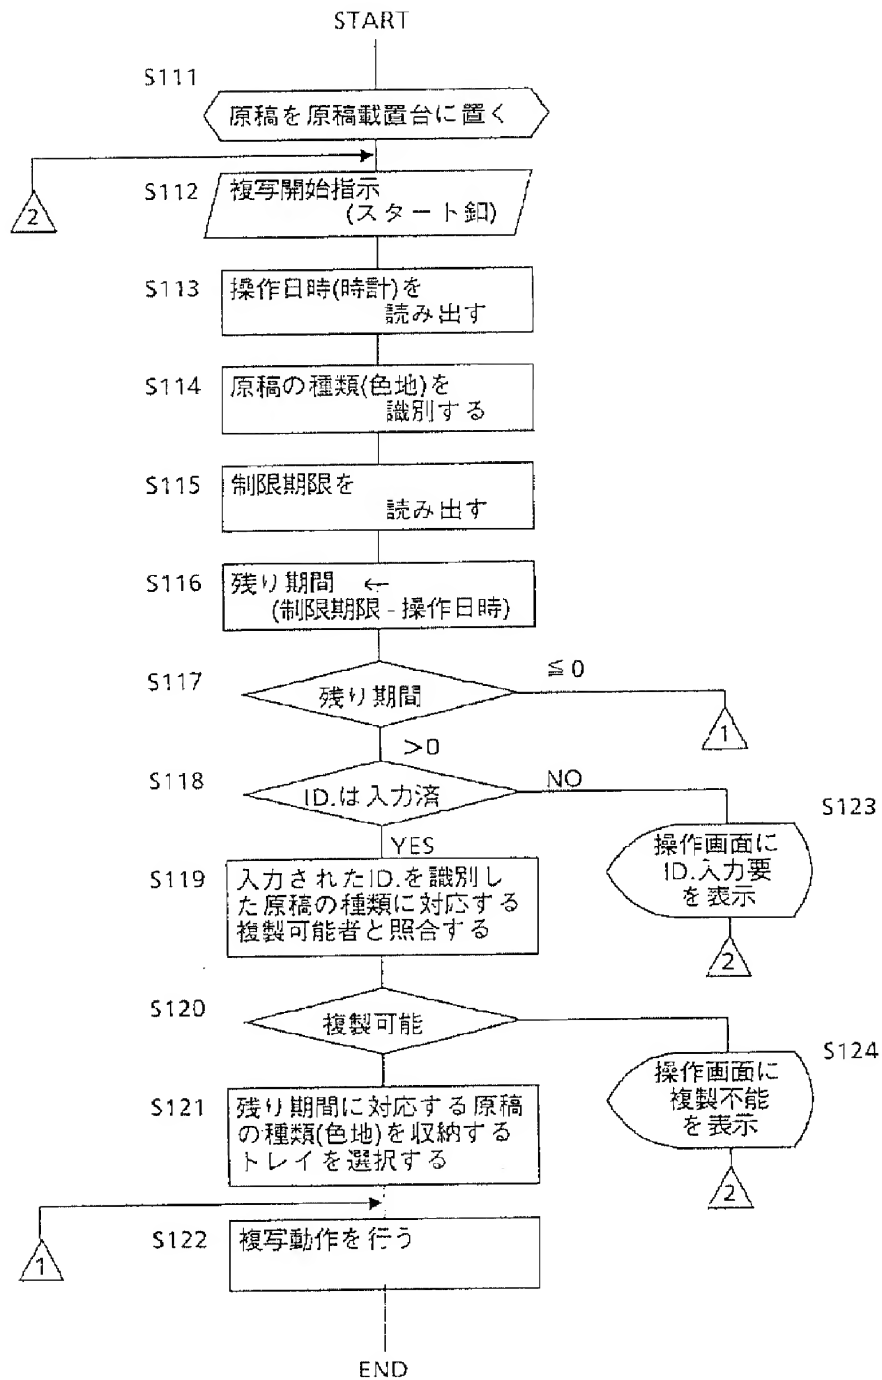 START
S111
原稿を原稿載置台に置く
2
S112
複写開始指示
(スタート釦)
S113
操作日時(時計)を
読み出す
S114
原稿の種類(色地)を
識別する
S115
制限期限を
読み出す
S116
残り期間 ←
(制限期限-操作日時)
S117
残り期間
≦0
1
>0
S118
ID.は入力済
NO
S123
操作画面に
ID.入力要
を表示
2
YES
S119
入力されたID.を識別し
た原稿の種類に対応する
複製可能者と照合する
S120
複製可能
S124
操作画面に
複製不能
を表示
2
S121
残り期間に対応する原稿
の種類(色地)を収納する
トレイを選択する
1
S122
複写動作を行う
END